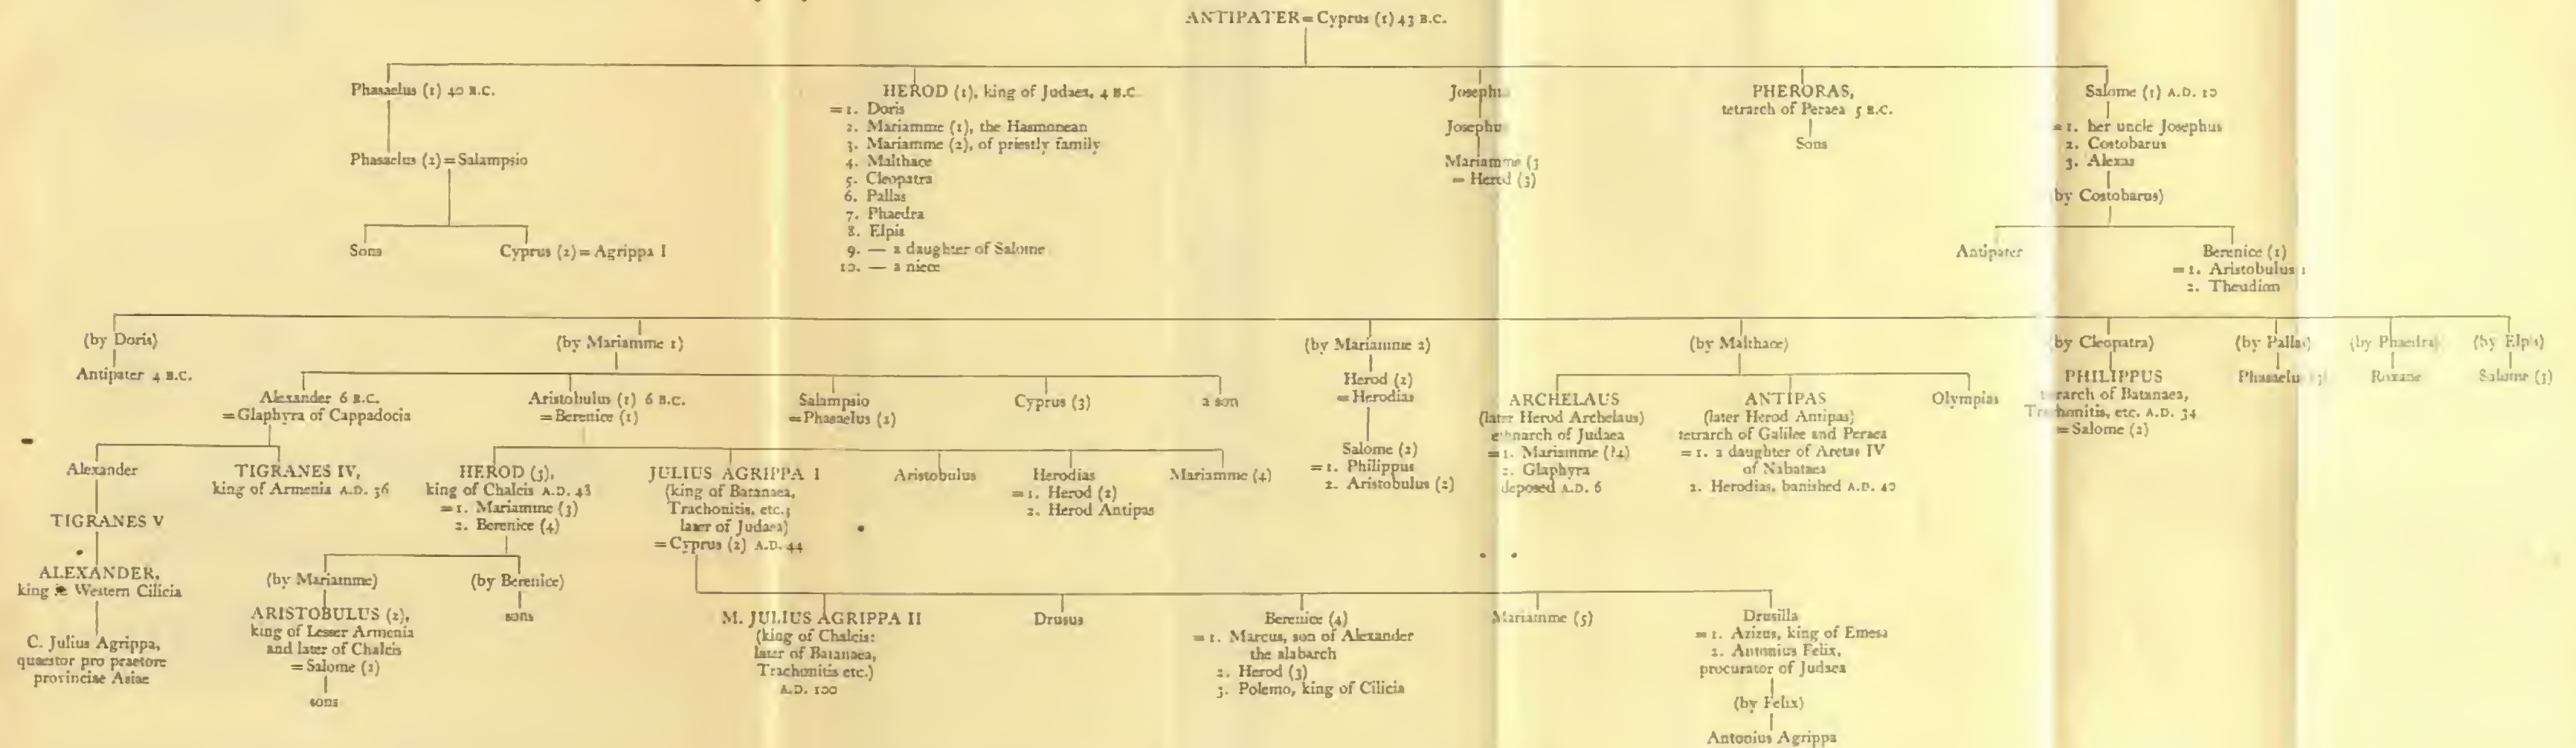 ANTIPATER = Cyprus (1) 43 B.C.
Phasaelus (1) 40 B.C.
Phasaelus (2) = Salampsio
Sons
Cyprus (2) = Agrippa I
HEROD (1), king of Judaea, 4 B.C.
= 1. Doris
2. Mariamme (1), the Hasmonean
3. Mariamme (2), of priestly family
4. Malthace
5. Cleopatra
6. Pallas
7. Phaedra
8. Elpis
9. — a daughter of Salome
10. — a niece
Mariamme (3
= Herod (3)
PHERORAS,
tetrarch of Peraea 5 B.C.
Sons
Salome (1) A.D. 10
= 1. her uncle Josephus
2. Costobarus
3. Alexas
by Costobarus)
Antipater
Berenice (1)
= 1. Aristobulus 1
2. Theudion
(by Doris)
Antipater 4 B.C.
(by Mariamme 1)
Alexander 6 B.C.
= Glaphyra of Cappadocia
Aristobulus (1) 6 B.C.
= Berenice (1)
Salampsio
= Phasaelus (2)
Cyprus (3)
a son
(by Mariamme 2)
Herod (2)
= Herodias
Salome (2)
= 1. Philippus
2. Aristobulus (2)
(by Malthace)
ARCHELAUS
(later Herod Archelaus)
ethnarch of Judaea
= 1. Mariamme (?4)
2. Glaphyra
deposed A.D. 6
ANTIPAS
(later Herod Antipas)
tetrarch of Galilee and Peraea
= 1. a daughter of Aretas IV
of Nabataea
2. Herodias, banished A.D. 40
Olympias
by Cleopatra)
PHILIPPUS
rarch of Batanaea,
honitis, etc. A.D. 34
= Salome (2)
(by Pallas)
Phasaelu
(by Phaedra)
Roxane
(by Elpis)
Salome (3)
Alexander
TIGRANES V
ALEXANDER,
king Western Cilicia
C. Julius Agrippa,
quaestor pro praetore
provinciae Asiae
TIGRANES IV,
king of Armenia A.D. 36
HEROD (3),
king of Chalcis A.D. 48
= 1. Mariamme (3)
2. Berenice (4)
(by Mariamme)
ARISTOBULUS (2),
king of Lesser Armenia
and later of Chalcis
= Salome (2)
sons
(by Berenice)
sons
JULIUS AGRIPPA I
(king of Batanaea,
Trachonitis, etc.;
later of Judaea)
= Cyprus (2) A.D. 44
Aristobulus
Herodias
= 1. Herod (2)
2. Herod Antipas
Mariamme (4)
M. JULIUS AGRIPPA II
(king of Chalcis:
later of Batanaea,
Trachonitis etc.)
A.D. 100
Drusus
Berenice (4)
= 1. Marcus, son of Alexander
the alabarch
2. Herod (3)
3. Polemo, king of Cilicia
Mariamme (5)
Drusilla
= 1. Azizus, king of Emesa
2. Antonius Felix,
procurator of Judaea
(by Felix)
Antonius Agrippa